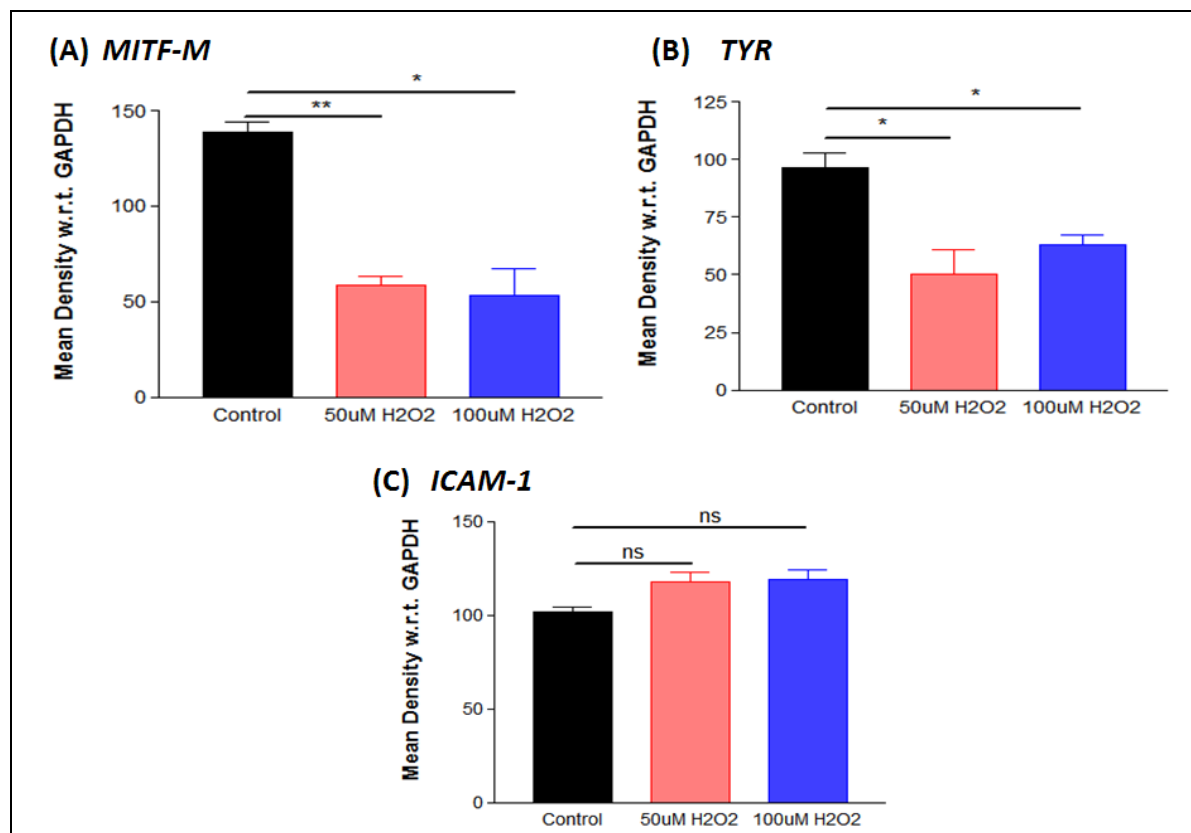 (A) MITF-M
Mean Density w.r.t. GAPDH
150
100
50
0
*
**
Control 50uM H2O2 100uM H2O2
(B) TYR
Mean Density w.r.t. GAPDH
125
100
75
50
25
0
*
*
Control 50uM H2O2 100uM H2O2
(C) ICAM-1
Mean Density w.r.t. GAPDH
150
100
50
0
ns
ns
Control 50uM H2O2 100uM H2O2